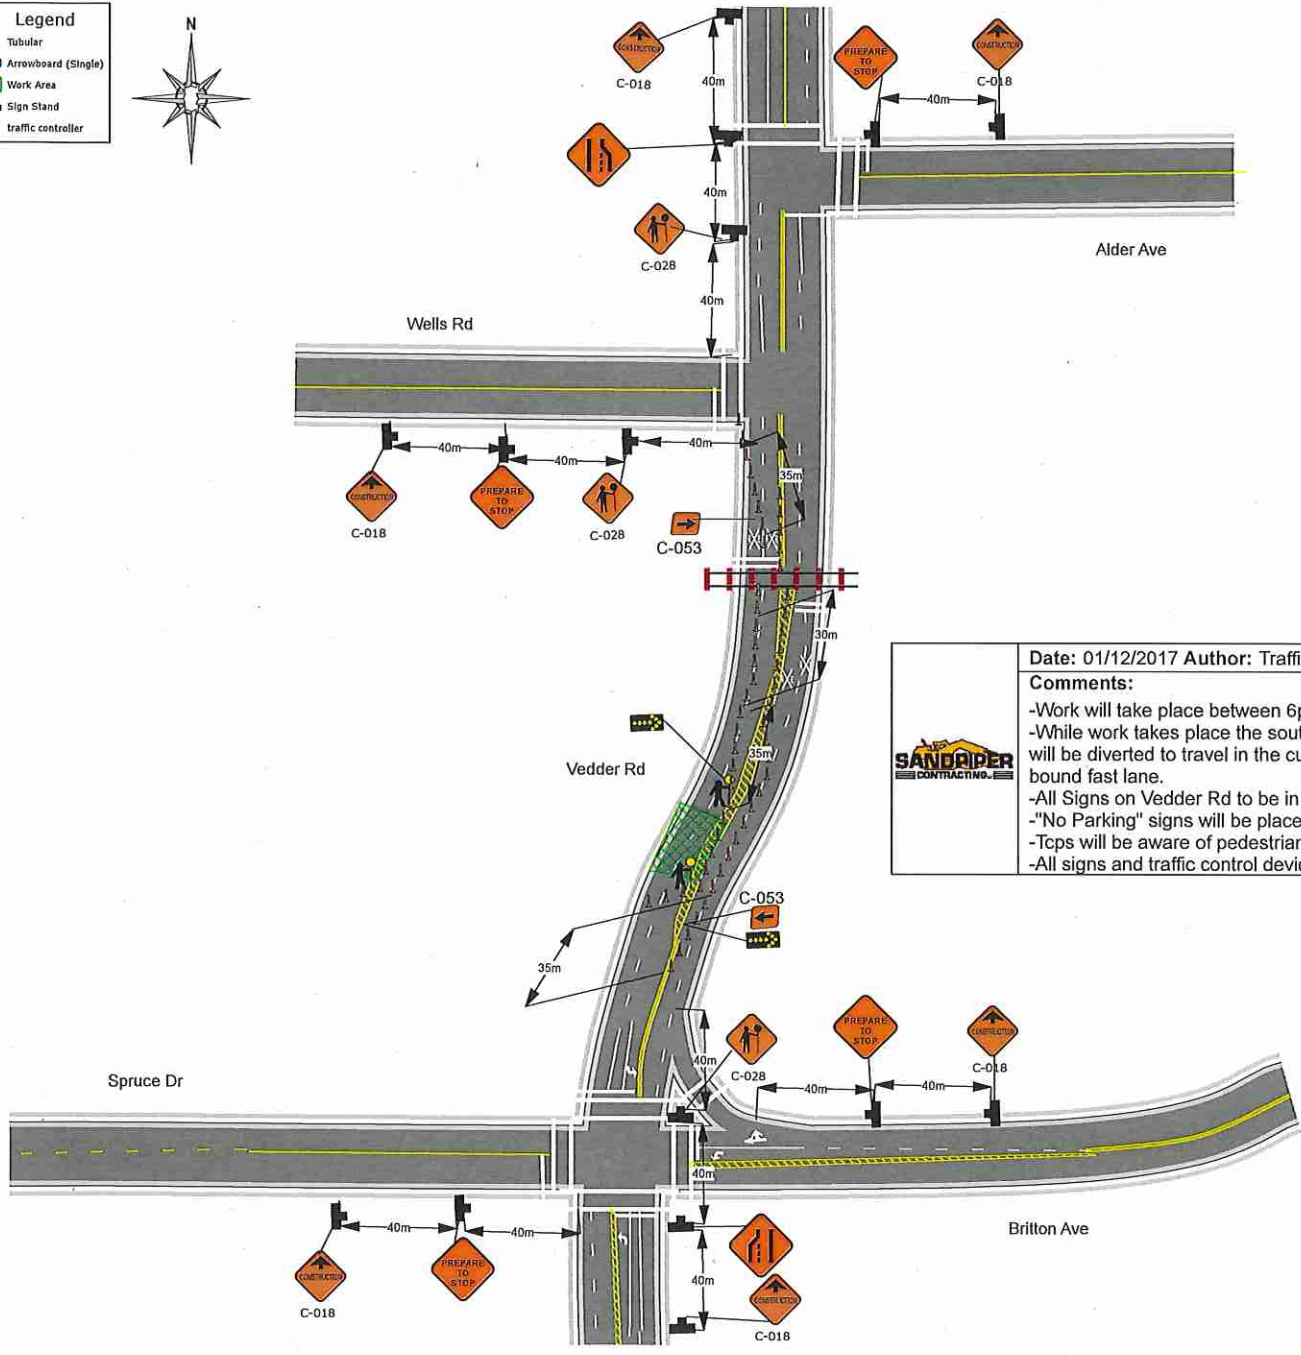 Legend
Tubular
Arrowboard (Single)
Work Area
Sign Stand
traffic controller
N
CONSTRUCTION
C-018
40m
PREPARE
TO
STOP
40m
CONSTRUCTION
C-018
40m
C-028
40m
Alder Ave
Wells Rd
40m
40m
40m
CONSTRUCTION
C-018
PREPARE
TO
STOP
C-028
35m
C-053
30m
Vedder Rd
35m
Date: 01/12/2017 Author: Traffi
Comments:
-Work will take place between 6p
-While work takes place the sout
will be diverted to travel in the cu
bound fast lane.
-All Signs on Vedder Rd to be in
-"No Parking" signs will be place
-Tcps will be aware of pedestrian
-All signs and traffic control devi
SANDPIPER
CONTRACTING
C-053
35m
40m
C-028
PREPARE
TO
STOP
CONSTRUCTION
C-018
40m
40m
Spruce Dr
40m
Britton Ave
40m
40m
CONSTRUCTION
C-018
PREPARE
TO
STOP
40m
CONSTRUCTION
C-018